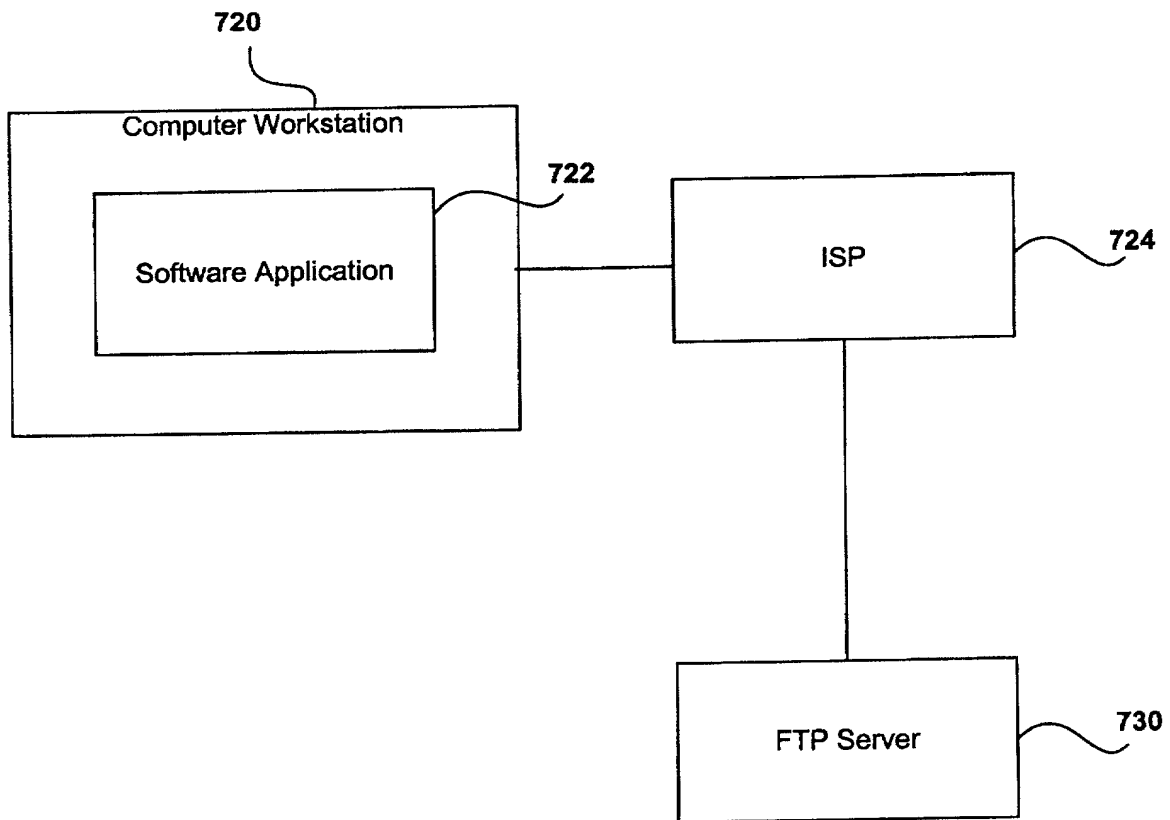 720
Computer Workstation
722
Software Application
ISP
724
FTP Server
730